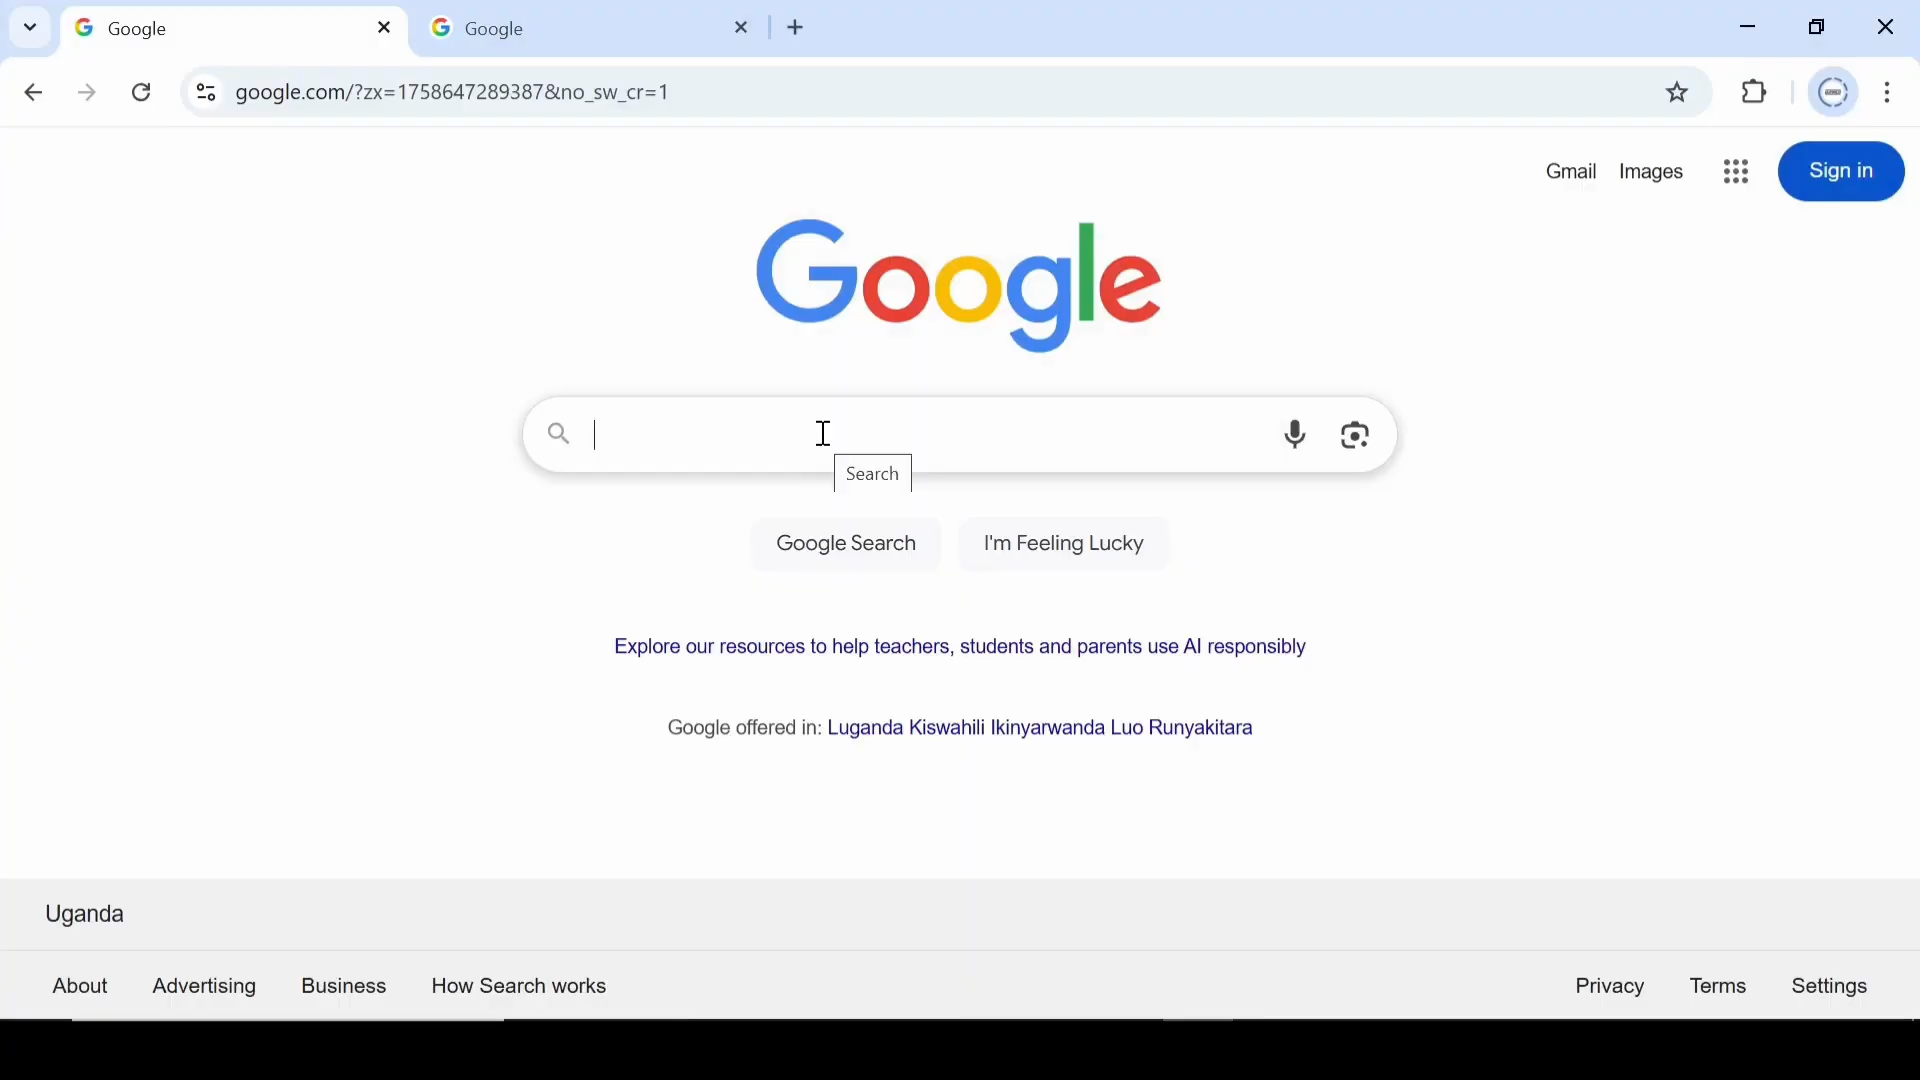 Google
Google
google.com/?zx=1758647289387&no_sw_cr=1
Gmail Images Sign in
Google
Search
Google Search I'm Feeling Lucky
Explore our resources to help teachers, students and parents use AI responsibly
Google offered in: Luganda Kiswahili Ikinyarwanda Luo Runyakitara
Uganda
About Advertising Business How Search works Privacy Terms Settings